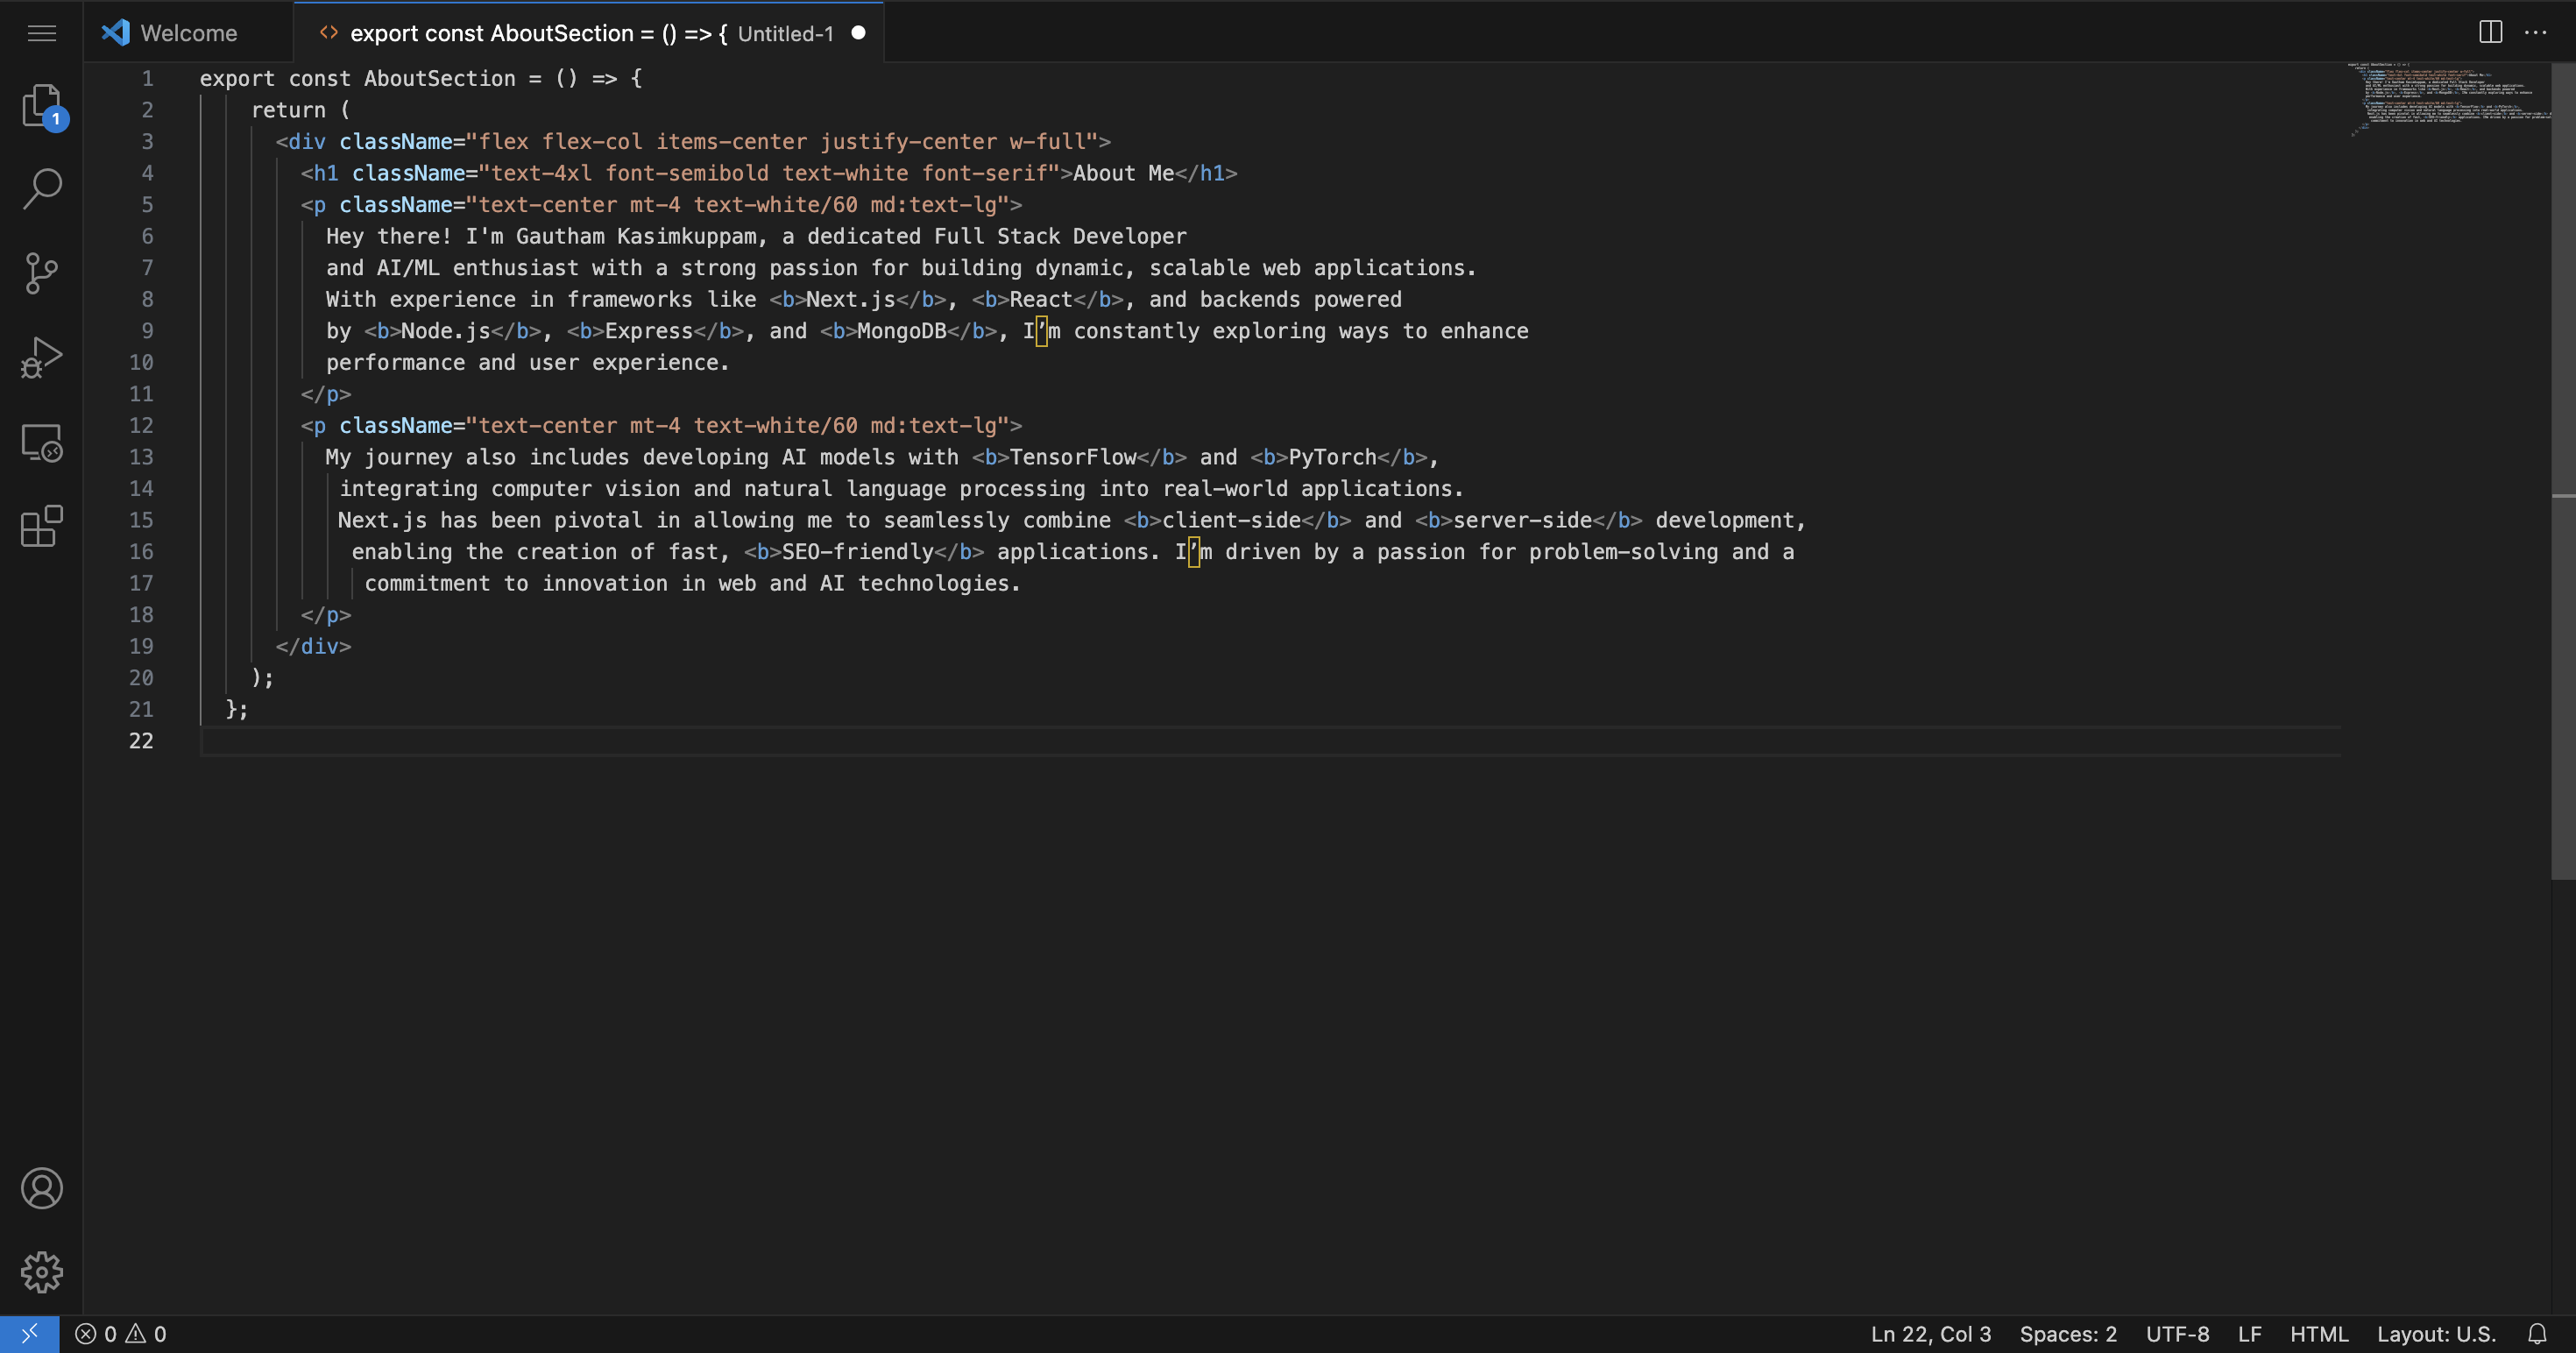 Welcome
export const AboutSection = () => { Untitled-1
1 export const AboutSection = () => {
2 return (
3 <div className="flex flex-col items-center justify-center w-full">
4 <h1 className="text-4xl font-semibold text-white font-serif">About Me</h1>
5 <p className="text-center mt-4 text-white/60 md:text-lg">
6 Hey there! I'm Gautham Kasimkuppam, a dedicated Full Stack Developer
7 and AI/ML enthusiast with a strong passion for building dynamic, scalable web applications.
8 With experience in frameworks like <b>Next.js</b>, <b>React</b>, and backends powered
9 by <b>Node.js</b>, <b>Express</b>, and <b>MongoDB</b>, I’m constantly exploring ways to enhance
10 performance and user experience.
11 </p>
12 <p className="text-center mt-4 text-white/60 md:text-lg">
13 My journey also includes developing AI models with <b>TensorFlow</b> and <b>PyTorch</b>,
14 integrating computer vision and natural language processing into real-world applications.
15 Next.js has been pivotal in allowing me to seamlessly combine <b>client-side</b> and <b>server-side</b> development,
16 enabling the creation of fast, <b>SEO-friendly</b> applications. I’m driven by a passion for problem-solving and a
17 commitment to innovation in web and AI technologies.
18 </p>
19 </div>
20 );
21 };
22
1
0 0
Ln 22, Col 3 Spaces: 2 UTF-8 LF HTML Layout: U.S.